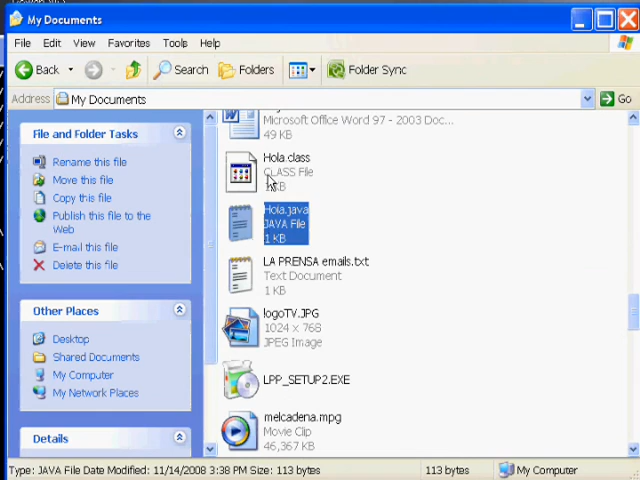 My Documents
File Edit View Favorites Tools Help
Back Search Folders Folder Sync
Address My Documents Go
File and Folder Tasks
Rename this file
Move this file
Copy this file
Publish this file to the
Web
E-mail this file
Delete this file
Other Places
Desktop
Shared Documents
My Computer
My Network Places
Details
Microsoft Office Word 97 - 2003 Doc...
49 KB
Hola.class
CLASS File
KB
Hola.java
JAVA File
1 KB
LA PRENSA emails.txt
Text Document
1 KB
logoTV.JPG
1024 x 768
JPEG Image
LPP_SETUP2.EXE
melcadena.mpg
Movie Clip
46,367 KB
Type: JAVA File Date Modified: 11/14/2008 3:38 PM Size: 113 bytes 113 bytes My Computer